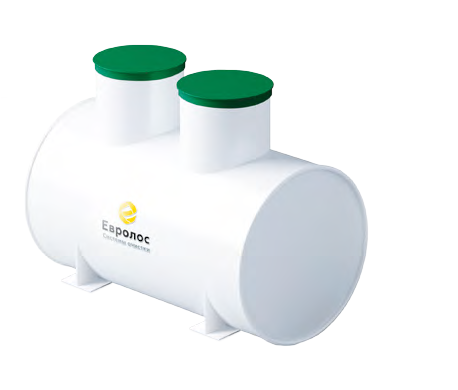 Евролос
Системы очистки